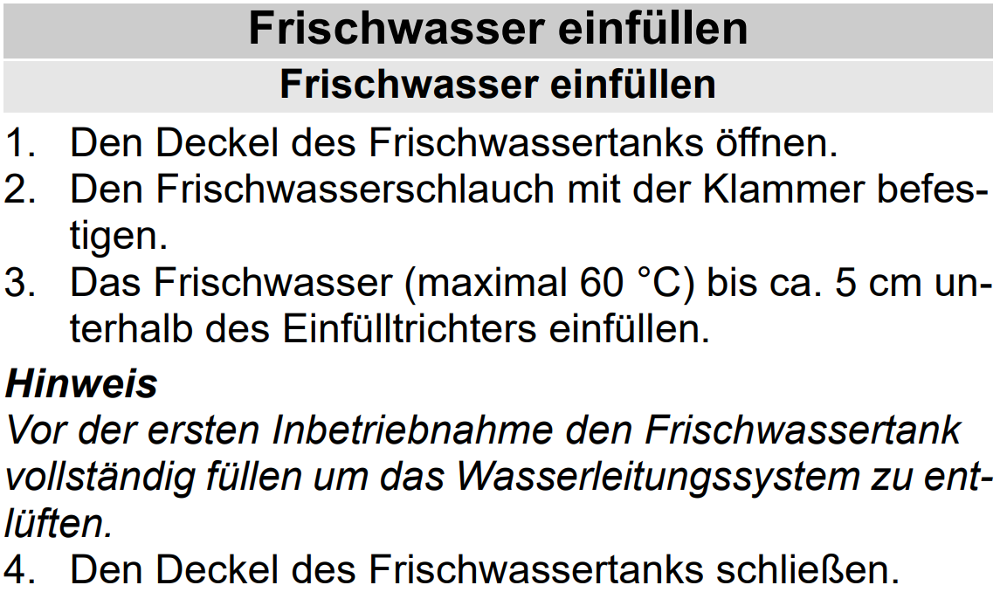 Frischwasser einfüllen
Frischwasser einfüllen
1. Den Deckel des Frischwassertanks öffnen.
2. Den Frischwasserschlauch mit der Klammer befes-
tigen.
3. Das Frischwasser (maximal 60 °C) bis ca. 5 cm un-
terhalb des Einfülltrichters einfüllen.
Hinweis
Vor der ersten Inbetriebnahme den Frischwassertank
vollständig füllen um das Wasserleitungssystem zu ent-
lüften.
4. Den Deckel des Frischwassertanks schließen.